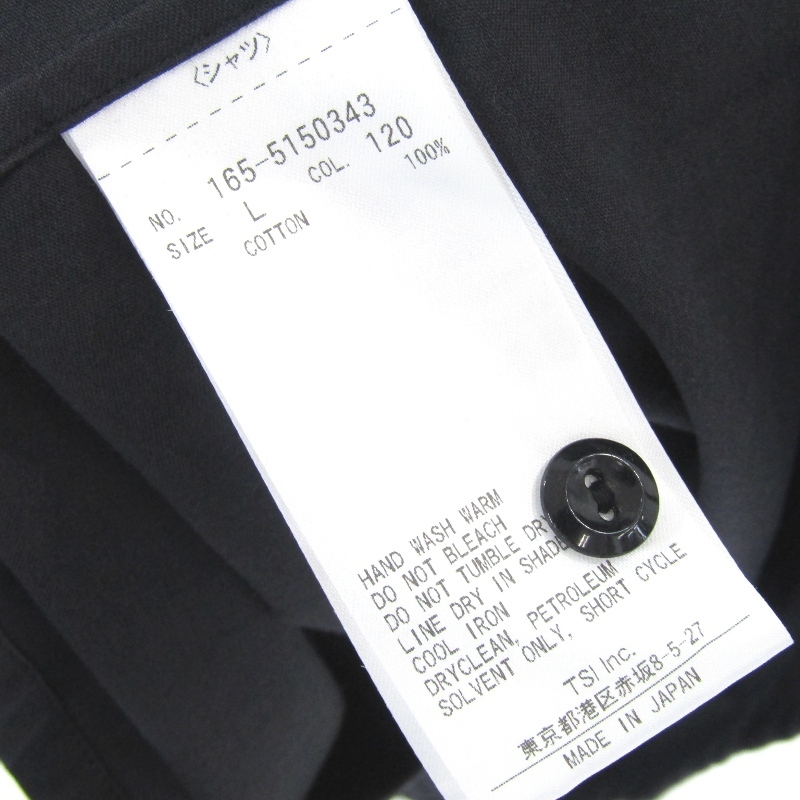 〈シャツ〉
NO. 165-5150343
SIZE L COL. 120
COTTON 100%
HAND WASH WARM
DO NOT BLEACH
DO NOT TUMBLE DRY
LINE DRY IN SHADE
COOL IRON
DRYCLEAN, PETROLEUM
SOLVENT ONLY, SHORT CYCLE
TSI Inc.
東京都港区赤坂8-5-27
MADE IN JAPAN